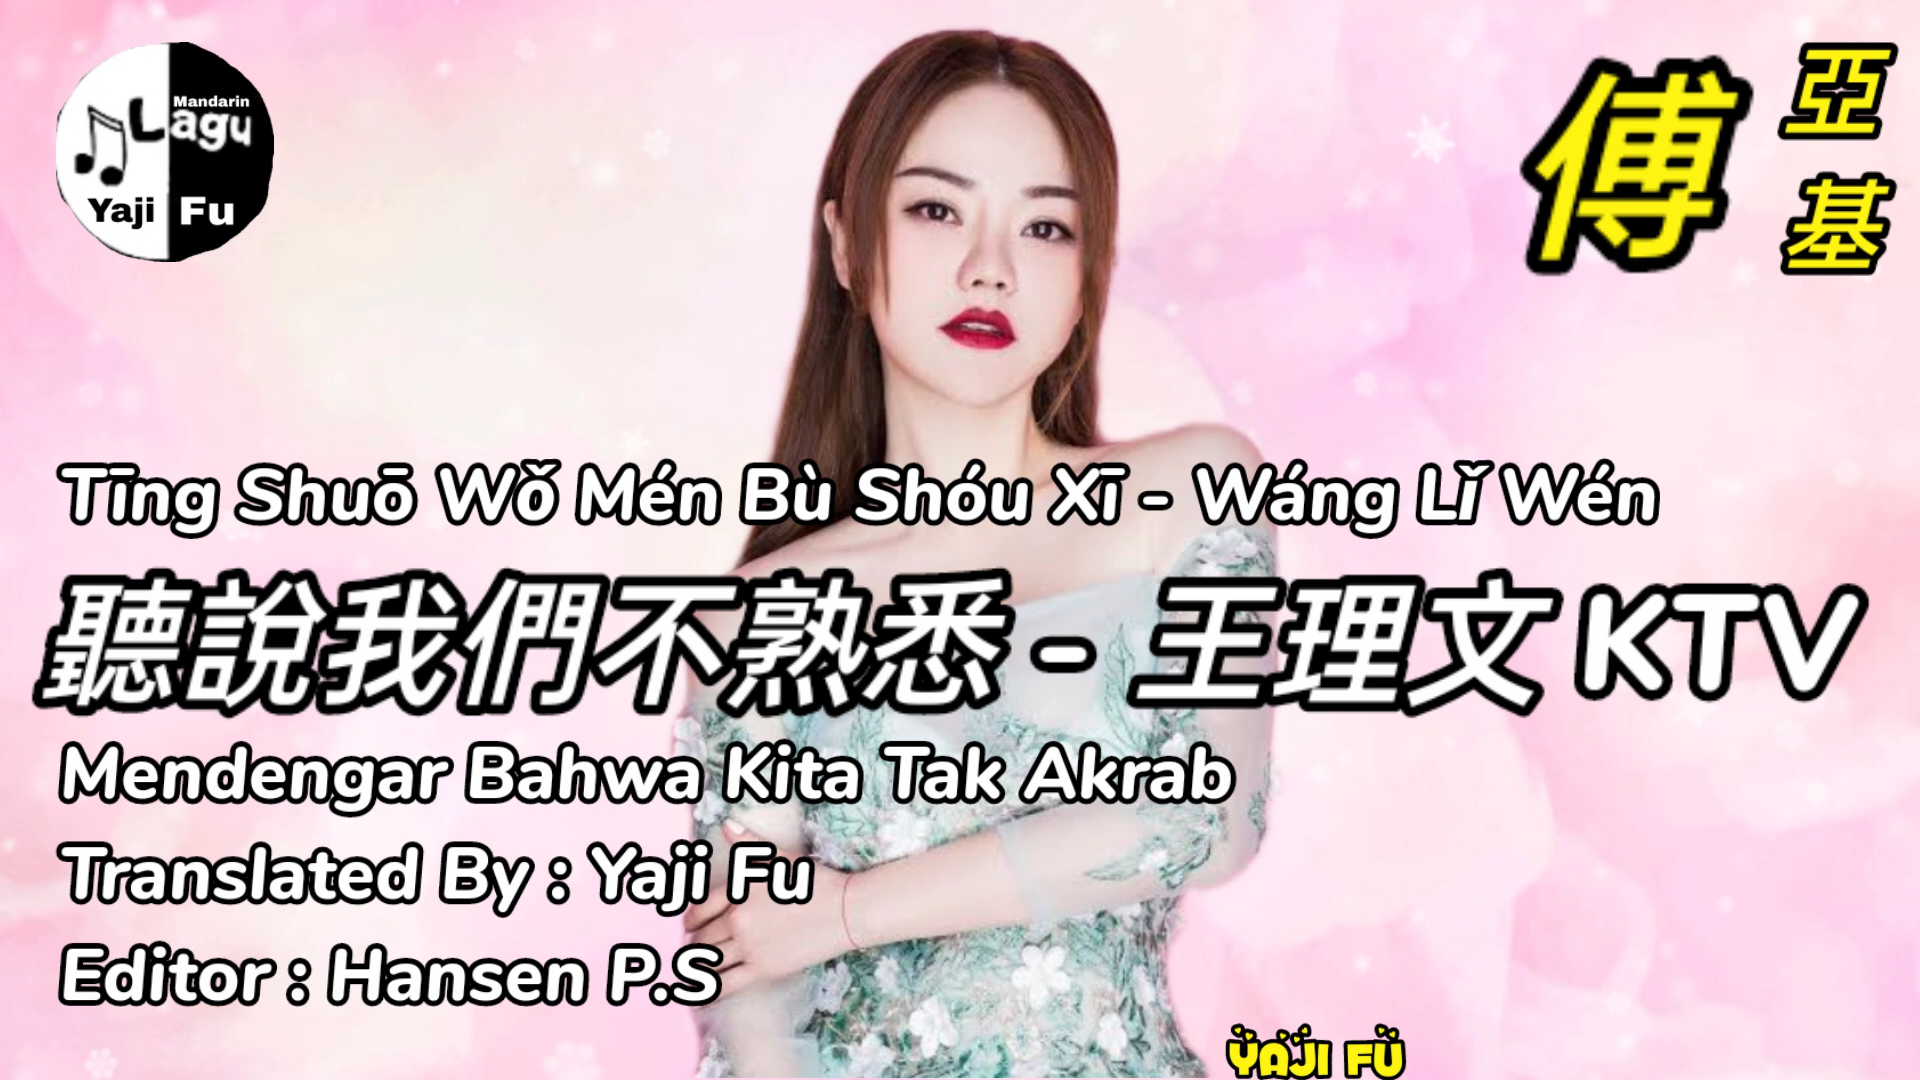 Mandarin
Lagu
Yaji Fu
傅
亞
基
Tīng Shuō Wǒ Mén Bù Shóu Xī - Wáng Lǐ Wén
聽說我們不熟悉 - 王理文 KTV
Mendengar Bahwa Kita Tak Akrab
Translated By : Yaji Fu
Editor : Hansen P.S
YAJI FU